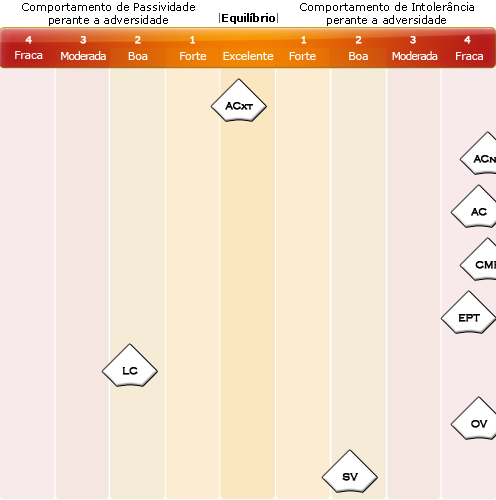 Comportamento de Passividade
perante a adversidade
|Equilíbrio|
Comportamento de Intolerância
perante a adversidade
4 3 2 1 1 2 3 4
Fraca Moderada Boa Forte Excelente Forte Boa Moderada Fraca
ACXT
ACN
AC
CM
EPT
LC
OV
SV